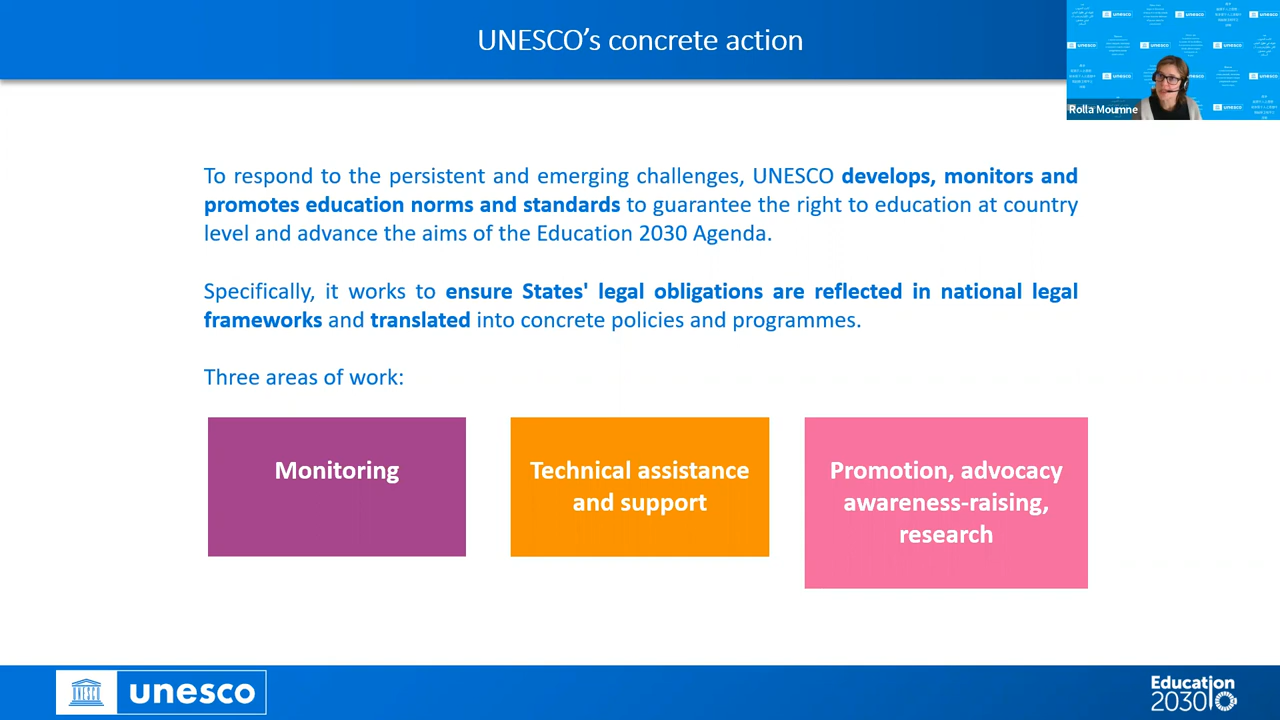 UNESCO’s concrete action
Rolla Moumne
To respond to the persistent and emerging challenges, UNESCO develops, monitors and
promotes education norms and standards to guarantee the right to education at country
level and advance the aims of the Education 2030 Agenda.
Specifically, it works to ensure States' legal obligations are reflected in national legal
frameworks and translated into concrete policies and programmes.
Three areas of work:
Monitoring
Technical assistance
and support
Promotion, advocacy
awareness-raising,
research
unesco
Education
2030